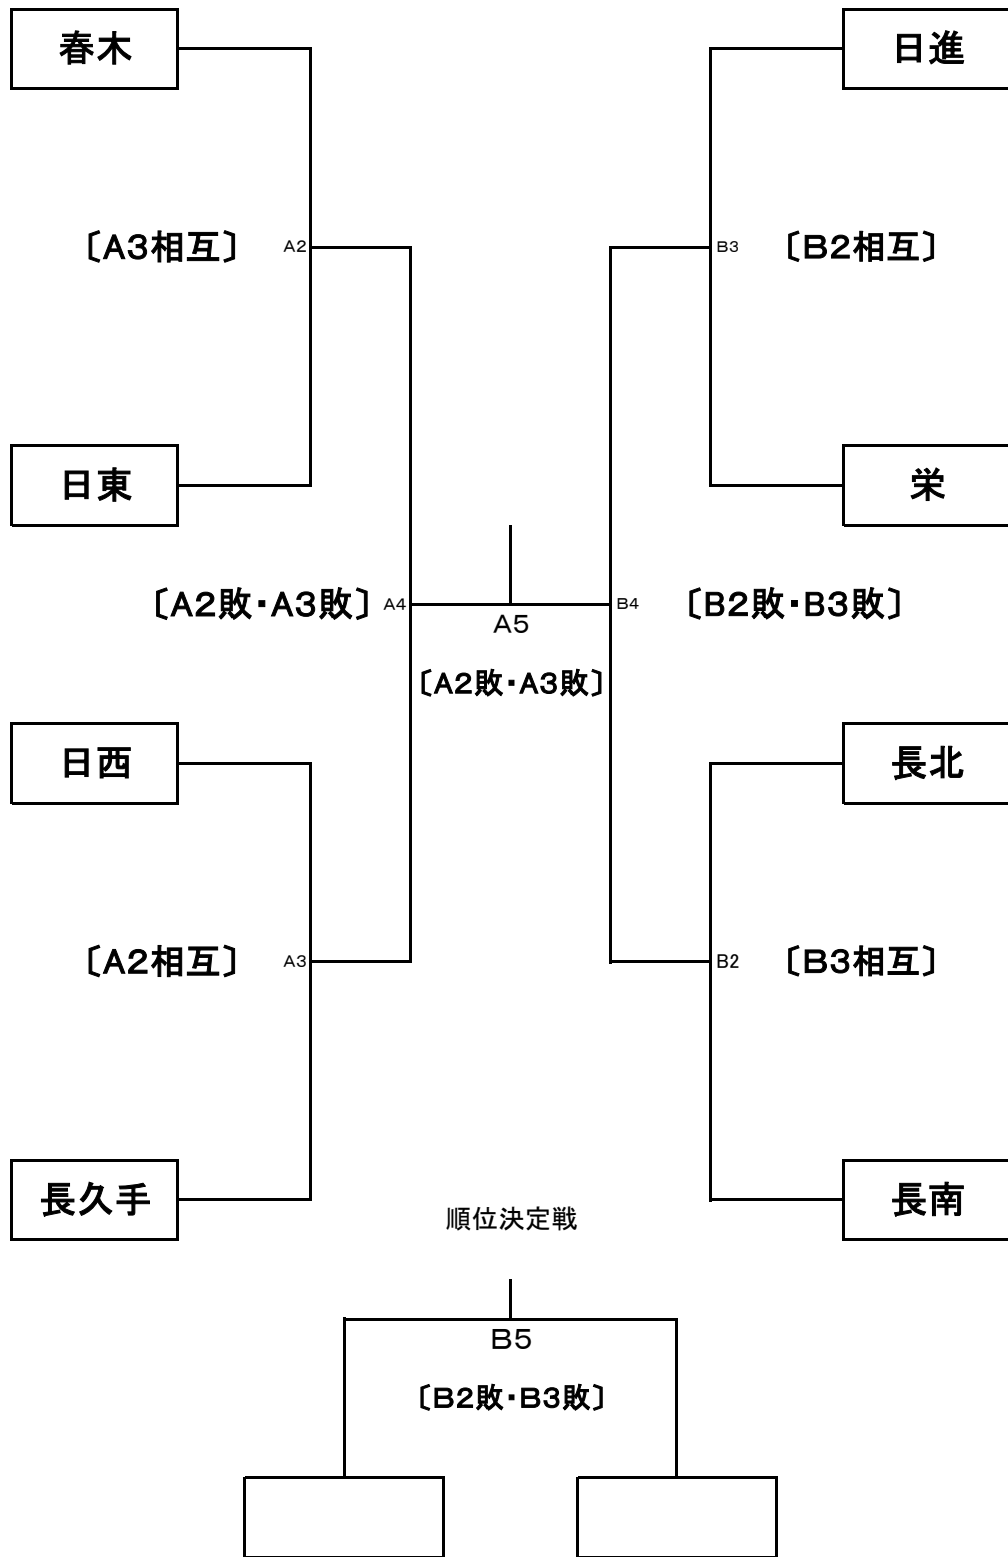 春木
日進
〔A3相互〕
A2
B3
〔B2相互〕
日東
栄
〔A2敗・A3敗〕
A4
B4
〔B2敗・B3敗〕
A5
〔A2敗・A3敗〕
日西
長北
〔A2相互〕
A3
B2
〔B3相互〕
長久手
長南
順位決定戦
B5
〔B2敗・B3敗〕